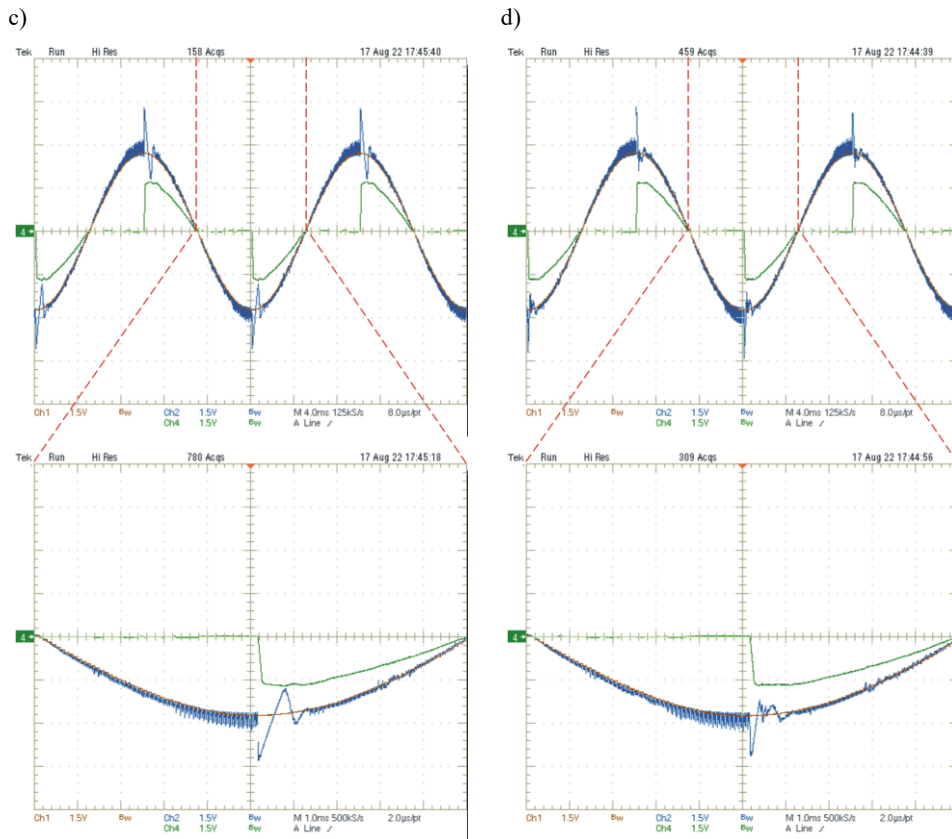 c)
Tek Run Hi Res 158 Acqs 17 Aug 22 17:45:40
4
Ch1 1.5V Bw Ch2 1.5V Bw M 4.0ms 125kS/s 8.0µs/pt
Ch4 1.5V Bw A Line /
Tek Run Hi Res 780 Acqs 17 Aug 22 17:45:18
4
Ch1 1.5V Bw Ch2 1.5V Bw M 1.0ms 500kS/s 2.0µs/pt
Ch4 1.5V Bw A Line /
d)
Tek Run Hi Res 459 Acqs 17 Aug 22 17:44:39
4
Ch1 1.5V Bw Ch2 1.5V Bw M 4.0ms 125kS/s 8.0µs/pt
Ch4 1.5V Bw A Line /
Tek Run Hi Res 309 Acqs 17 Aug 22 17:44:56
4
Ch1 1.5V Bw Ch2 1.5V Bw M 1.0ms 500kS/s 2.0µs/pt
Ch4 1.5V Bw A Line /